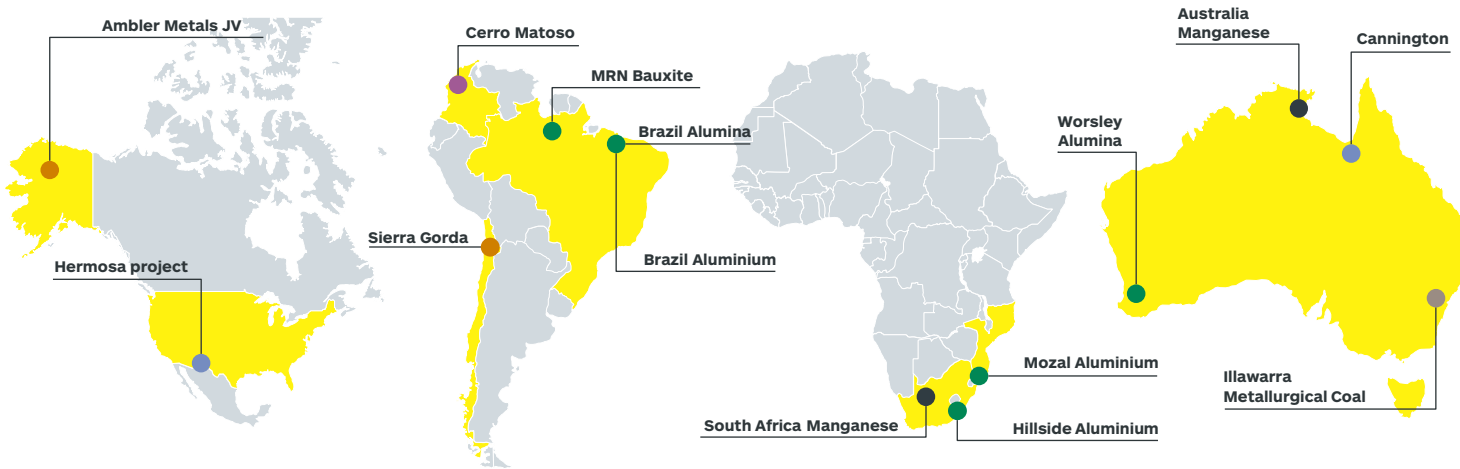 Ambler Metals JV
Hermosa project
Cerro Matoso
MRN Bauxite
Brazil Alumina
Sierra Gorda
Brazil Aluminium
Mozal Aluminium
South Africa Manganese
Hillside Aluminium
Australia
Manganese
Cannington
Worsley
Alumina
Illawarra
Metallurgical Coal